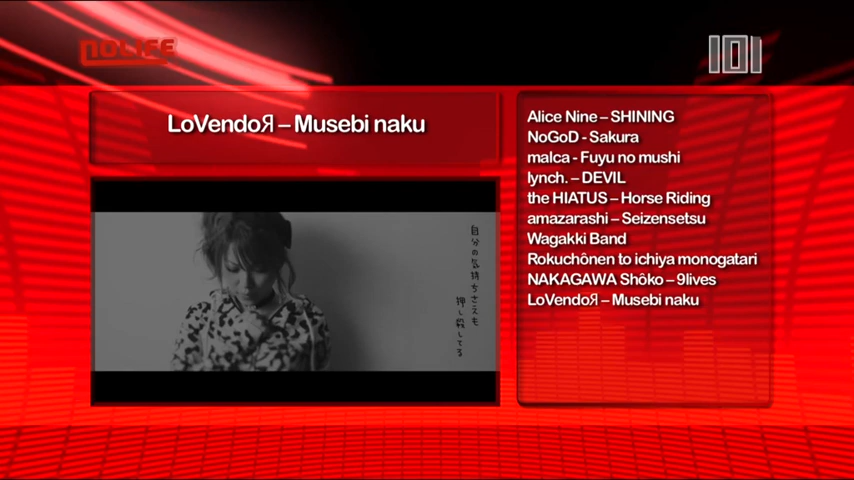 NOLIFE
101
LoVendoЯ – Musebi naku
自分の気持ちさえも
押し殺してる
Alice Nine – SHINING
NoGoD - Sakura
malca - Fuyu no mushi
lynch. – DEVIL
the HIATUS – Horse Riding
amazarashi – Seizensetsu
Wagakki Band
Rokuchônen to ichiya monogatari
NAKAGAWA Shôko – 9lives
LoVendoЯ – Musebi naku